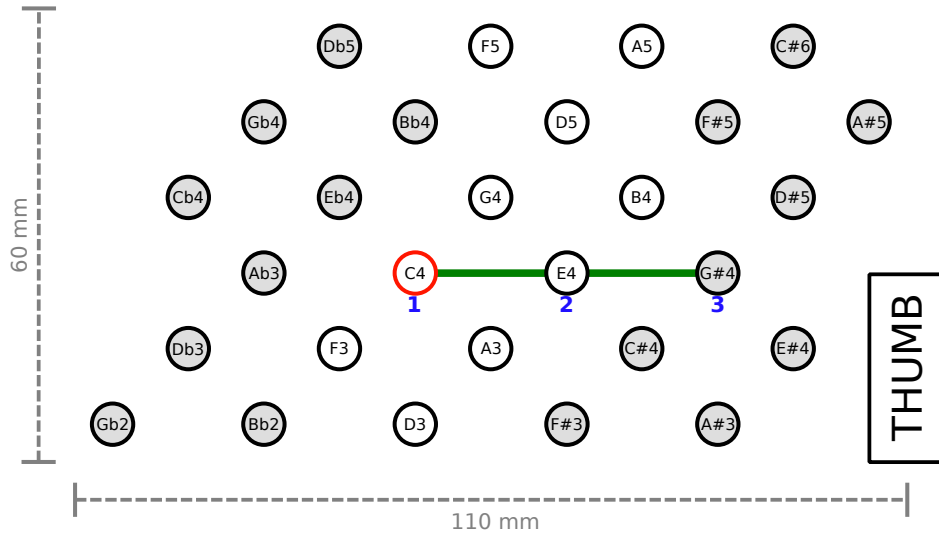 Db5 F5 A5 C#6
Gb4 Bb4 D5 F#5 A#5
Cb4 Eb4 G4 B4 D#5
60 mm
Ab3 C4 E4 G#4
1 2 3
Db3 F3 A3 C#4 E#4
THUMB
Gb2 Bb2 D3 F#3 A#3
110 mm